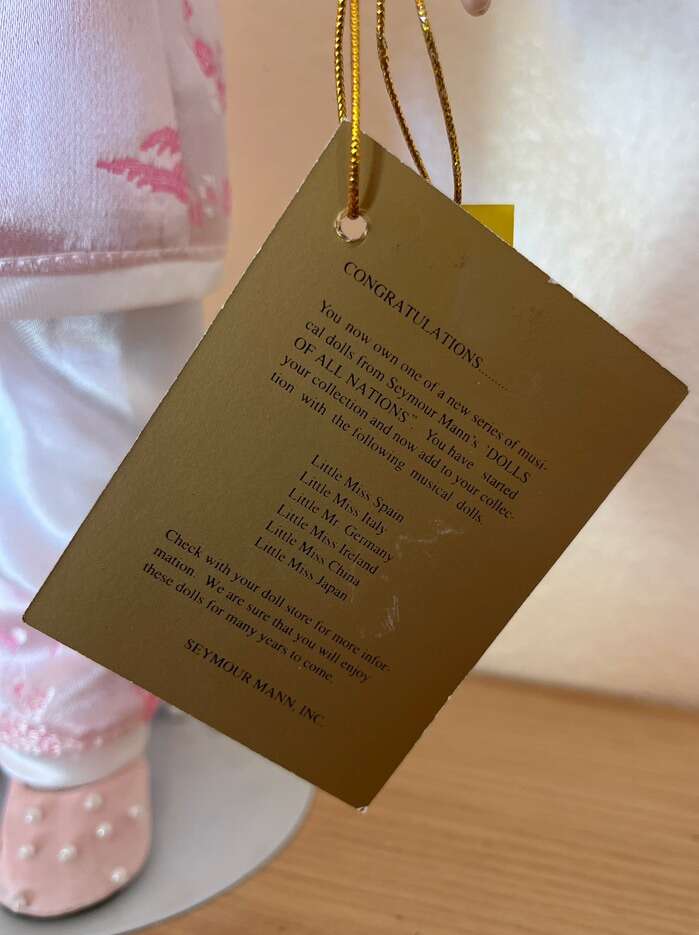 CONGRATULATIONS.........
You now own one of a new series of musi-
cal dolls from Seymour Mann's "DOLLS
OF ALL NATIONS". You have started
your collection and now add to your collec-
tion with the following musical dolls.
Little Miss Spain
Little Miss Italy
Little Mr. Germany
Little Miss Ireland
Little Miss China
Little Miss Japan
Check with your doll store for more infor-
mation. We are sure that you will enjoy
these dolls for many years to come.
SEYMOUR MANN, INC.